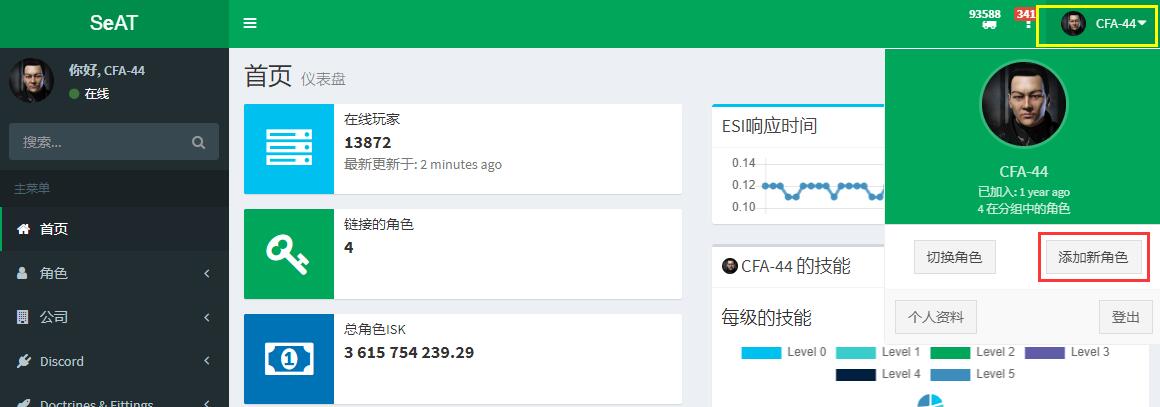 SeAT
93588
341
CFA-44
你好, CFA-44
在线
搜索...
主菜单
首页
角色
公司
Discord
Doctrines & Fittings
首页 仪表盘
在线玩家
13872
最新更新于: 2 minutes ago
链接的角色
4
总角色ISK
3 615 754 239.29
ESI响应时间
0.14
0.12
0.10
CFA-44 的技能
每级的技能
Level 0
Level 1
Level 2
Level 3
Level 4
Level 5
CFA-44
已加入: 1 year ago
4 在分组中的角色
切换角色
添加新角色
个人资料
登出